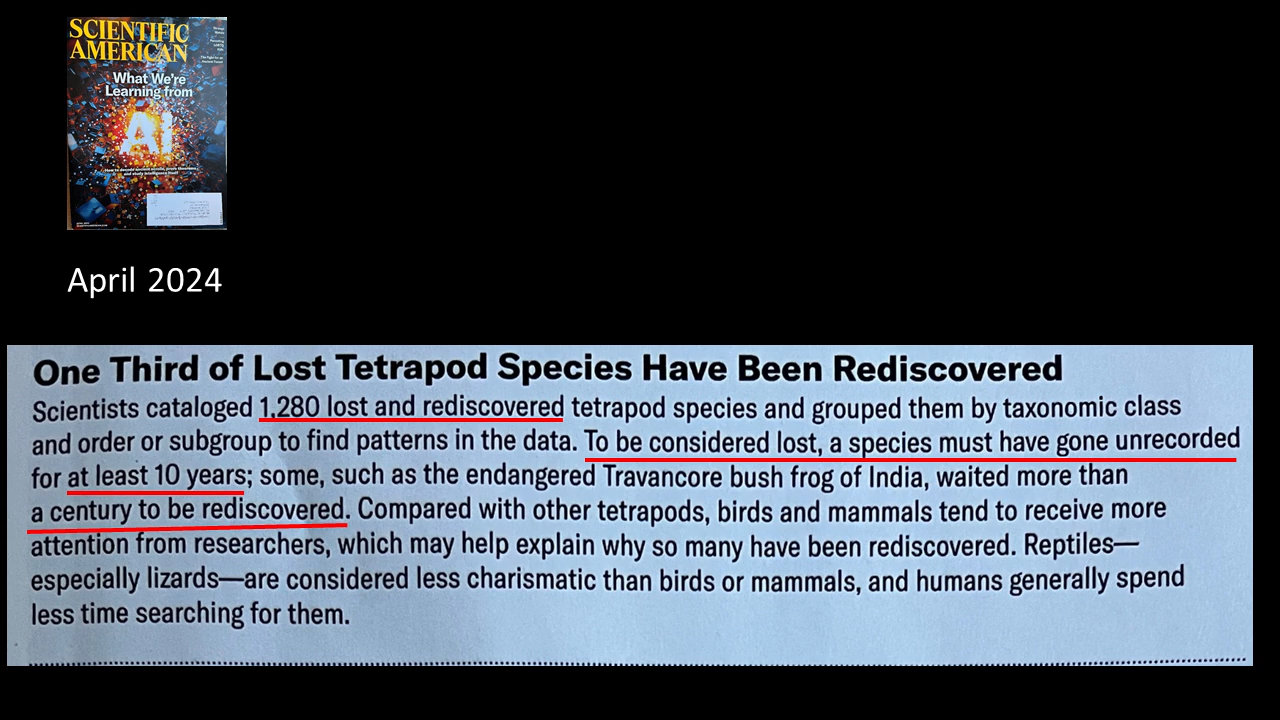 SCIENTIFIC
AMERICAN
What We're
Learning from
AI
April 2024
One Third of Lost Tetrapod Species Have Been Rediscovered
Scientists cataloged 1,280 lost and rediscovered tetrapod species and grouped them by taxonomic class
and order or subgroup to find patterns in the data. To be considered lost, a species must have gone unrecorded
for at least 10 years; some, such as the endangered Travancore bush frog of India, waited more than
a century to be rediscovered. Compared with other tetrapods, birds and mammals tend to receive more
attention from researchers, which may help explain why so many have been rediscovered. Reptiles—
especially lizards—are considered less charismatic than birds or mammals, and humans generally spend
less time searching for them.